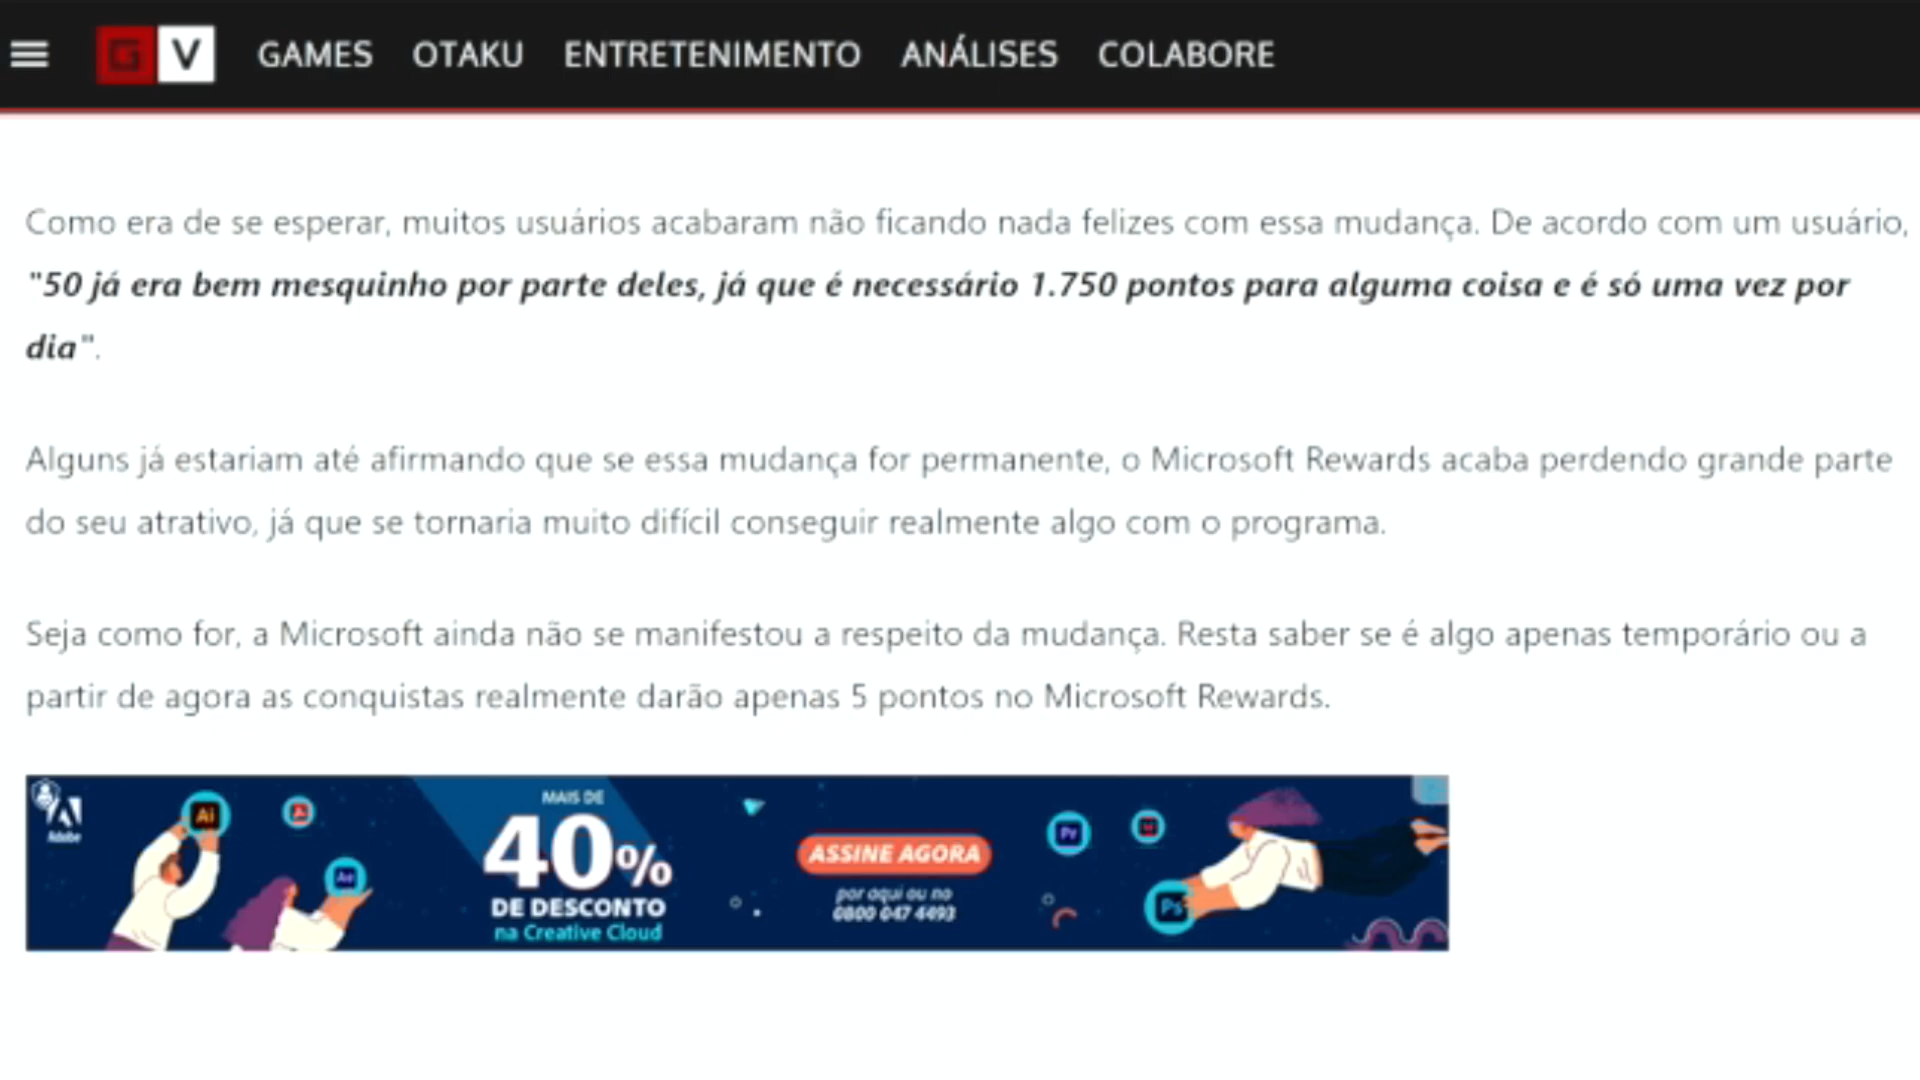 G V GAMES OTAKU ENTRETENIMENTO ANÁLISES COLABORE
Como era de se esperar, muitos usuários acabaram não ficando nada felizes com essa mudança. De acordo com um usuário,
"50 já era bem mesquinho por parte deles, já que é necessário 1.750 pontos para alguma coisa e é só uma vez por
dia".
Alguns já estariam até afirmando que se essa mudança for permanente, o Microsoft Rewards acaba perdendo grande parte
do seu atrativo, já que se tornaria muito difícil conseguir realmente algo com o programa.
Seja como for, a Microsoft ainda não se manifestou a respeito da mudança. Resta saber se é algo apenas temporário ou a
partir de agora as conquistas realmente darão apenas 5 pontos no Microsoft Rewards.
Adobe
Ai
Ae
MAIS DE
40%
DE DESCONTO
na Creative Cloud
ASSINE AGORA
por aqui ou no
0800 047 4493
Pr
Ps